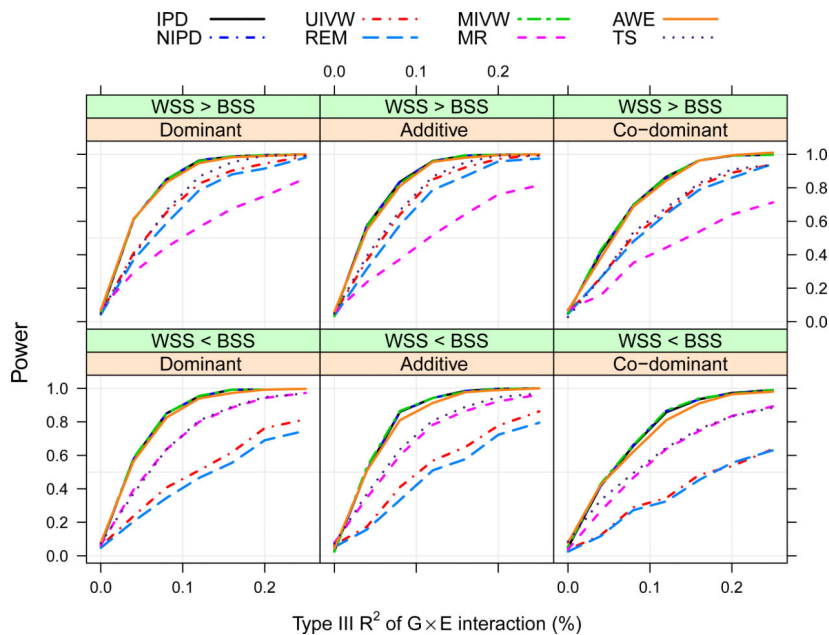 IPD UIVW MIVW AWE
NIPD REM MR TS
0.0 0.1 0.2
WSS > BSS WSS > BSS WSS > BSS
Dominant Additive Co−dominant
1.0
0.8
0.6
0.4
0.2
0.0
Power
WSS < BSS WSS < BSS WSS < BSS
Dominant Additive Co−dominant
1.0
0.8
0.6
0.4
0.2
0.0
0.0 0.1 0.2 0.0 0.1 0.2
Type III R² of G×E interaction (%)